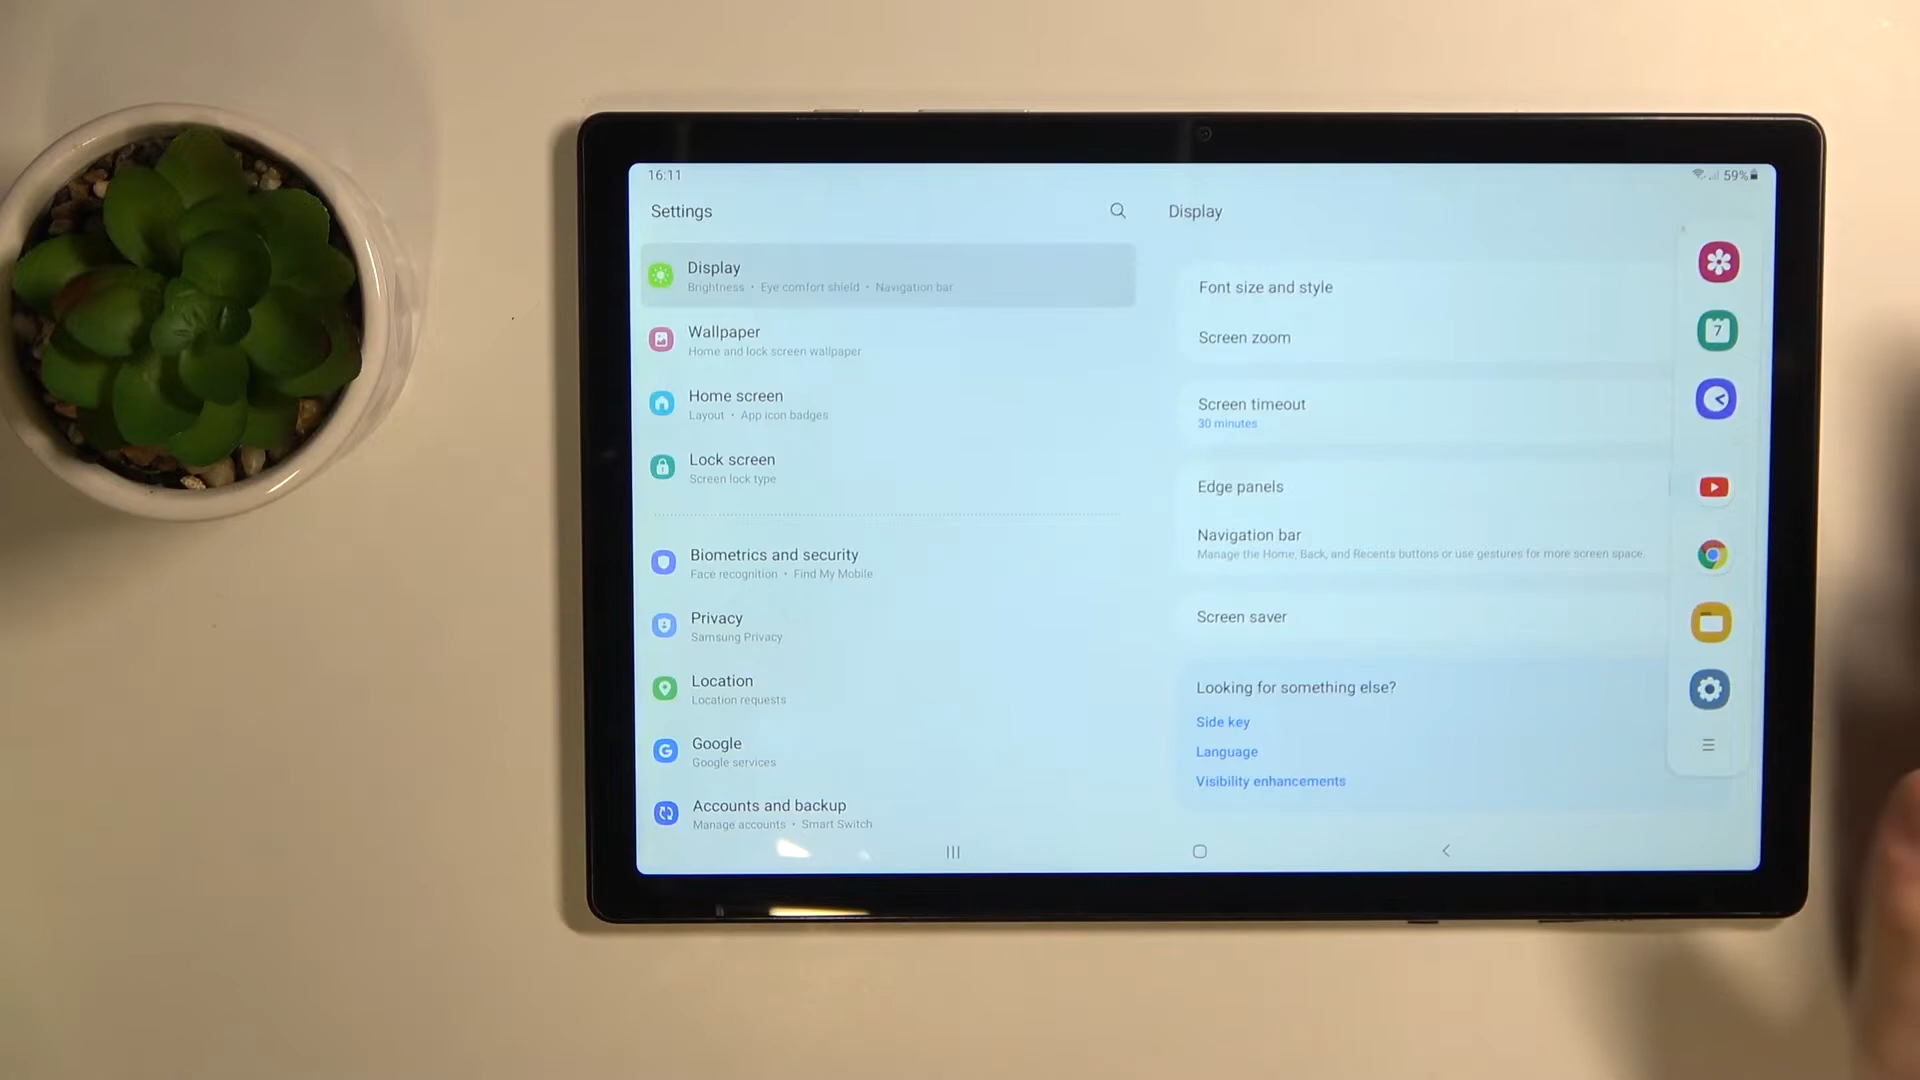 16:11
59%
Settings
Display
Brightness • Eye comfort shield • Navigation bar
Wallpaper
Home and lock screen wallpaper
Home screen
Layout • App icon badges
Lock screen
Screen lock type
Biometrics and security
Face recognition • Find My Mobile
Privacy
Samsung Privacy
Location
Location requests
Google
Google services
Accounts and backup
Manage accounts • Smart Switch
Display
Font size and style
Screen zoom
Screen timeout
30 minutes
Edge panels
Navigation bar
Manage the Home, Back, and Recents buttons or use gestures for more screen space.
Screen saver
Looking for something else?
Side key
Language
Visibility enhancements
7